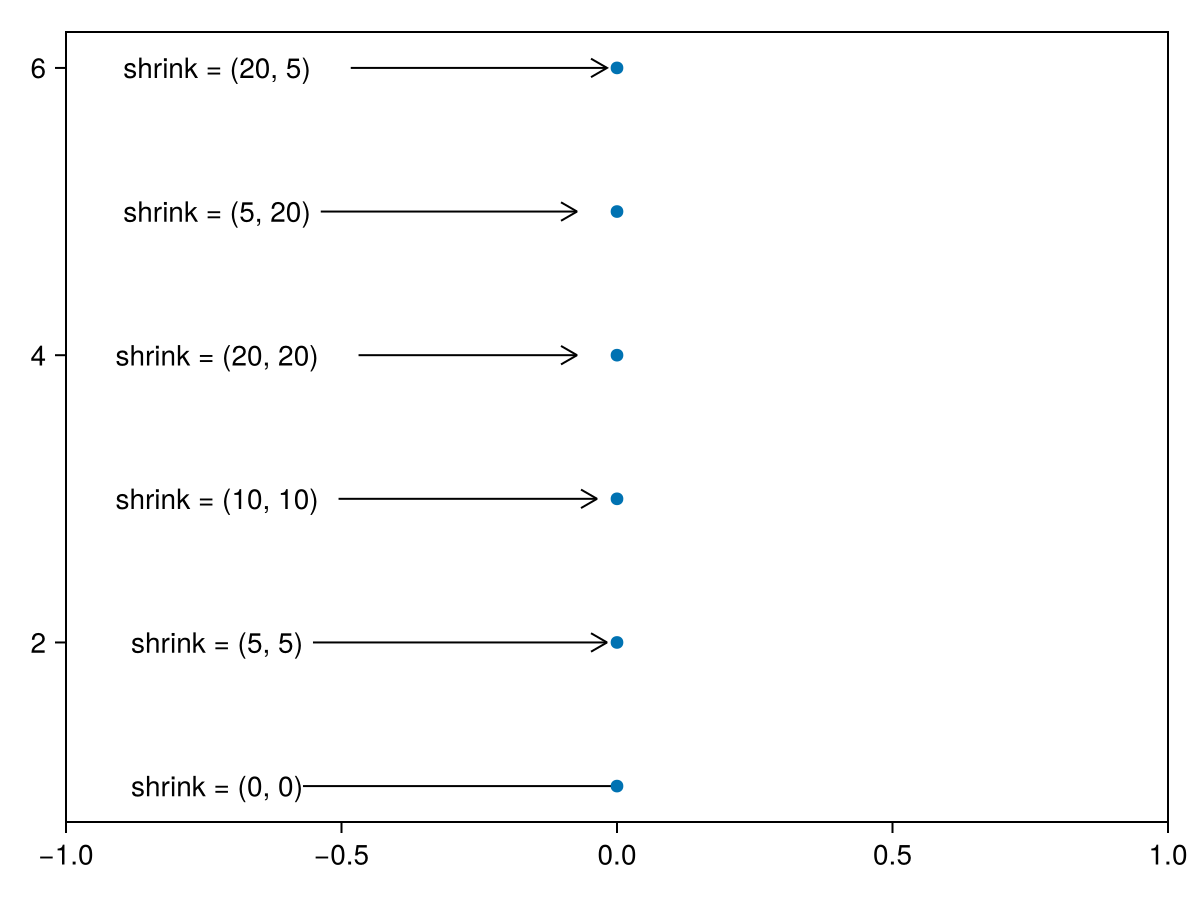 6
shrink = (20, 5)
shrink = (5, 20)
4
shrink = (20, 20)
shrink = (10, 10)
2
shrink = (5, 5)
shrink = (0, 0)
−1.0
−0.5
0.0
0.5
1.0